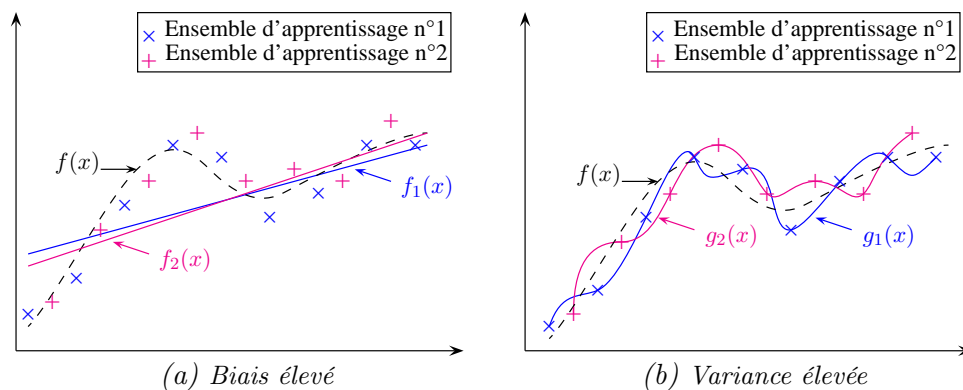 Ensemble d'apprentissage n°1
Ensemble d'apprentissage n°2
f(x)
f₁(x)
f₂(x)
(a) Biais élevé
Ensemble d'apprentissage n°1
Ensemble d'apprentissage n°2
f(x)
g₂(x)
g₁(x)
(b) Variance élevée